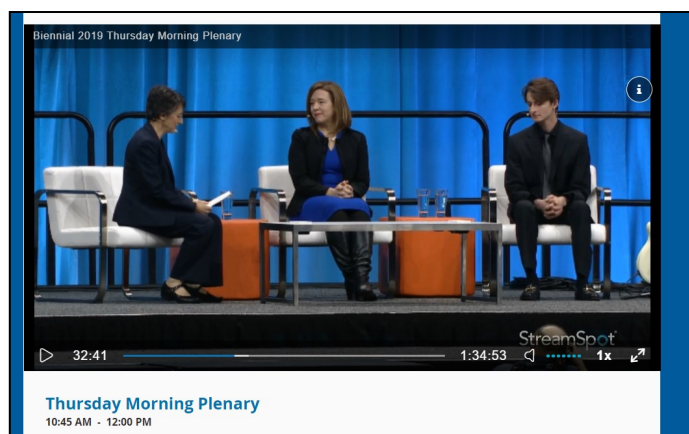 Biennial 2019 Thursday Morning Plenary
i
StreamSpot
32:41
1:34:53
1x
Thursday Morning Plenary
10:45 AM - 12:00 PM